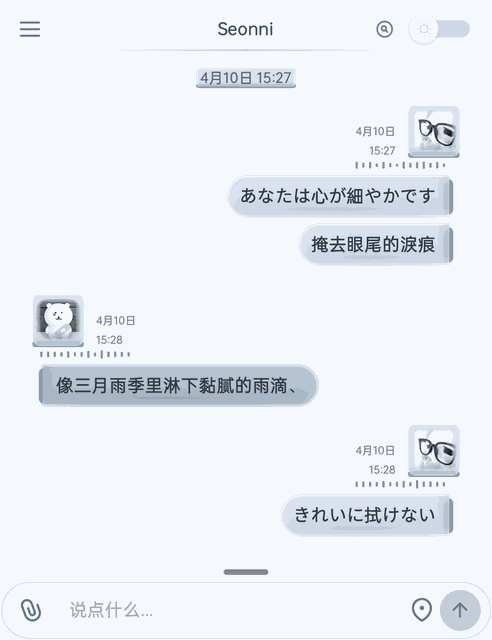 Seonni
4月10日 15:27
4月10日
15:27
あなたは心が細やかです
掩去眼尾的淚痕
4月10日
15:28
像三月雨季里淋下黏膩的雨滴、
4月10日
15:28
きれいに拭けない
说点什么...